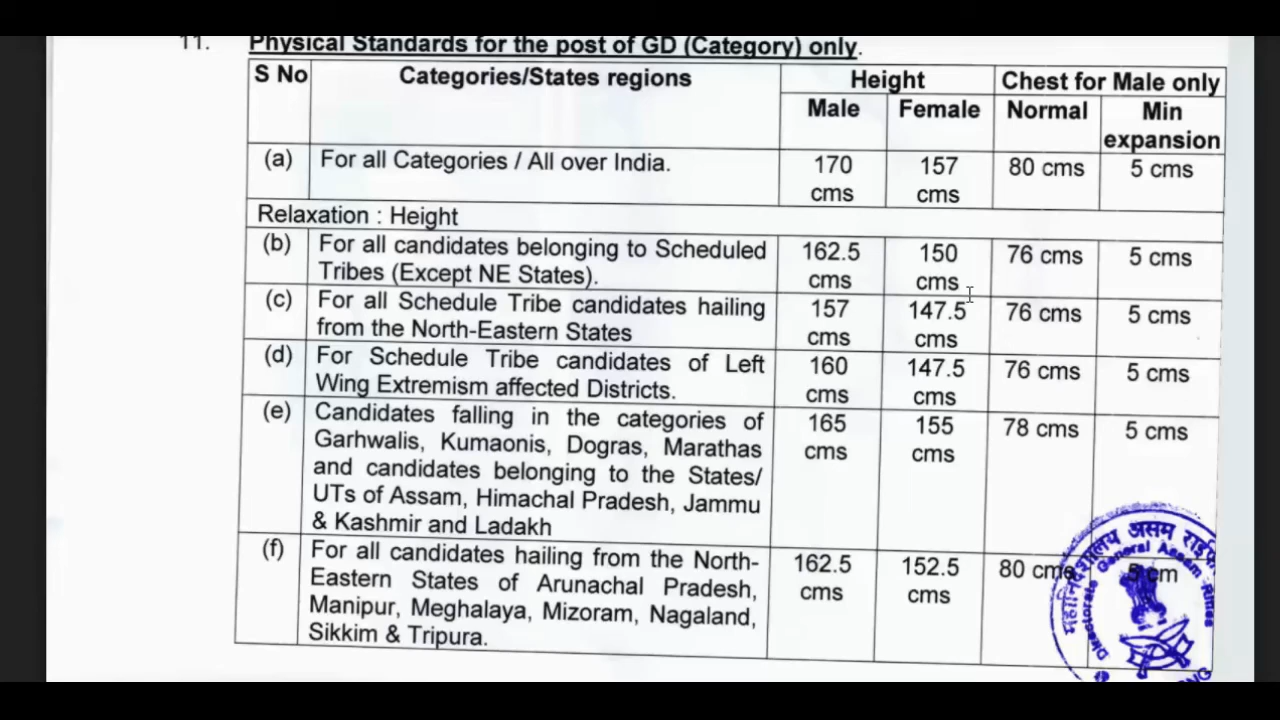 11. Physical Standards for the post of GD (Category) only.
S No Categories/States regions Height Chest for Male only
Male Female Normal Min expansion
(a) For all Categories / All over India. 170 cms 157 cms 80 cms 5 cms
Relaxation : Height
(b) For all candidates belonging to Scheduled 162.5 150 76 cms 5 cms
Tribes (Except NE States). cms cms
(c) For all Schedule Tribe candidates hailing 157 147.5 76 cms 5 cms
from the North-Eastern States cms cms
(d) For Schedule Tribe candidates of Left 160 147.5 76 cms 5 cms
Wing Extremism affected Districts. cms cms
(e) Candidates falling in the categories of 165 155 78 cms 5 cms
Garhwalis, Kumaonis, Dogras, Marathas cms cms
and candidates belonging to the States/
UTs of Assam, Himachal Pradesh, Jammu
& Kashmir and Ladakh
(f) For all candidates hailing from the North- 162.5 152.5 80 cms 5 cm
Eastern States of Arunachal Pradesh, cms cms
Manipur, Meghalaya, Mizoram, Nagaland,
Sikkim & Tripura.
महानिदेशालय असम
Directorate General Assam Rifles